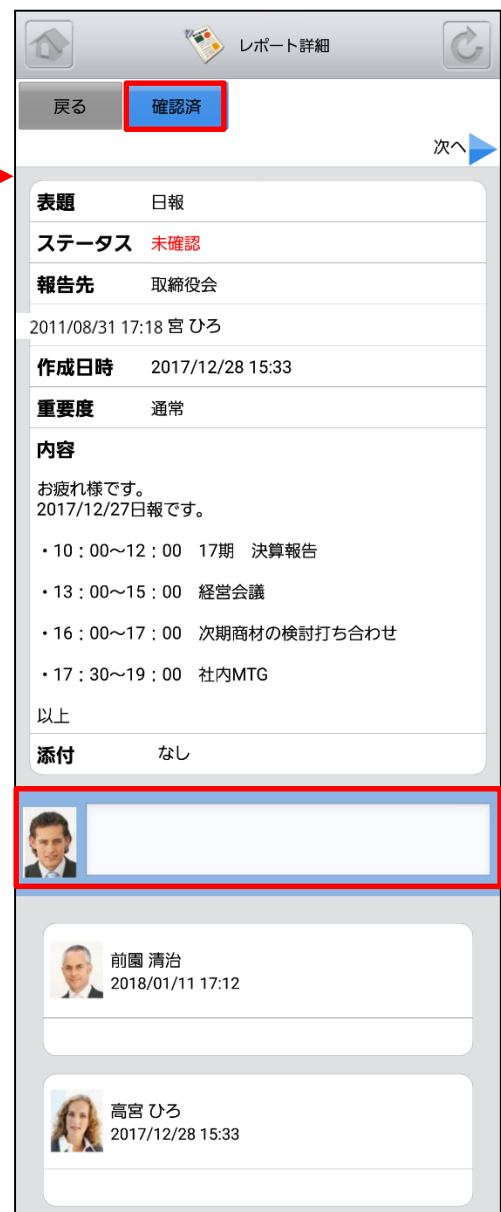 レポート詳細
戻る
確認済
次へ
表題 日報
ステータス 未確認
報告先 取締役会
2011/08/31 17:18 宮 ひろ
作成日時 2017/12/28 15:33
重要度 通常
内容
お疲れ様です。
2017/12/27日報です。
・10：00～12：00　17期　決算報告
・13：00～15：00　経営会議
・16：00～17：00　次期商材の検討打ち合わせ
・17：30～19：00　社内MTG
以上
添付 なし
前園 清治
2018/01/11 17:12
高宮 ひろ
2017/12/28 15:33